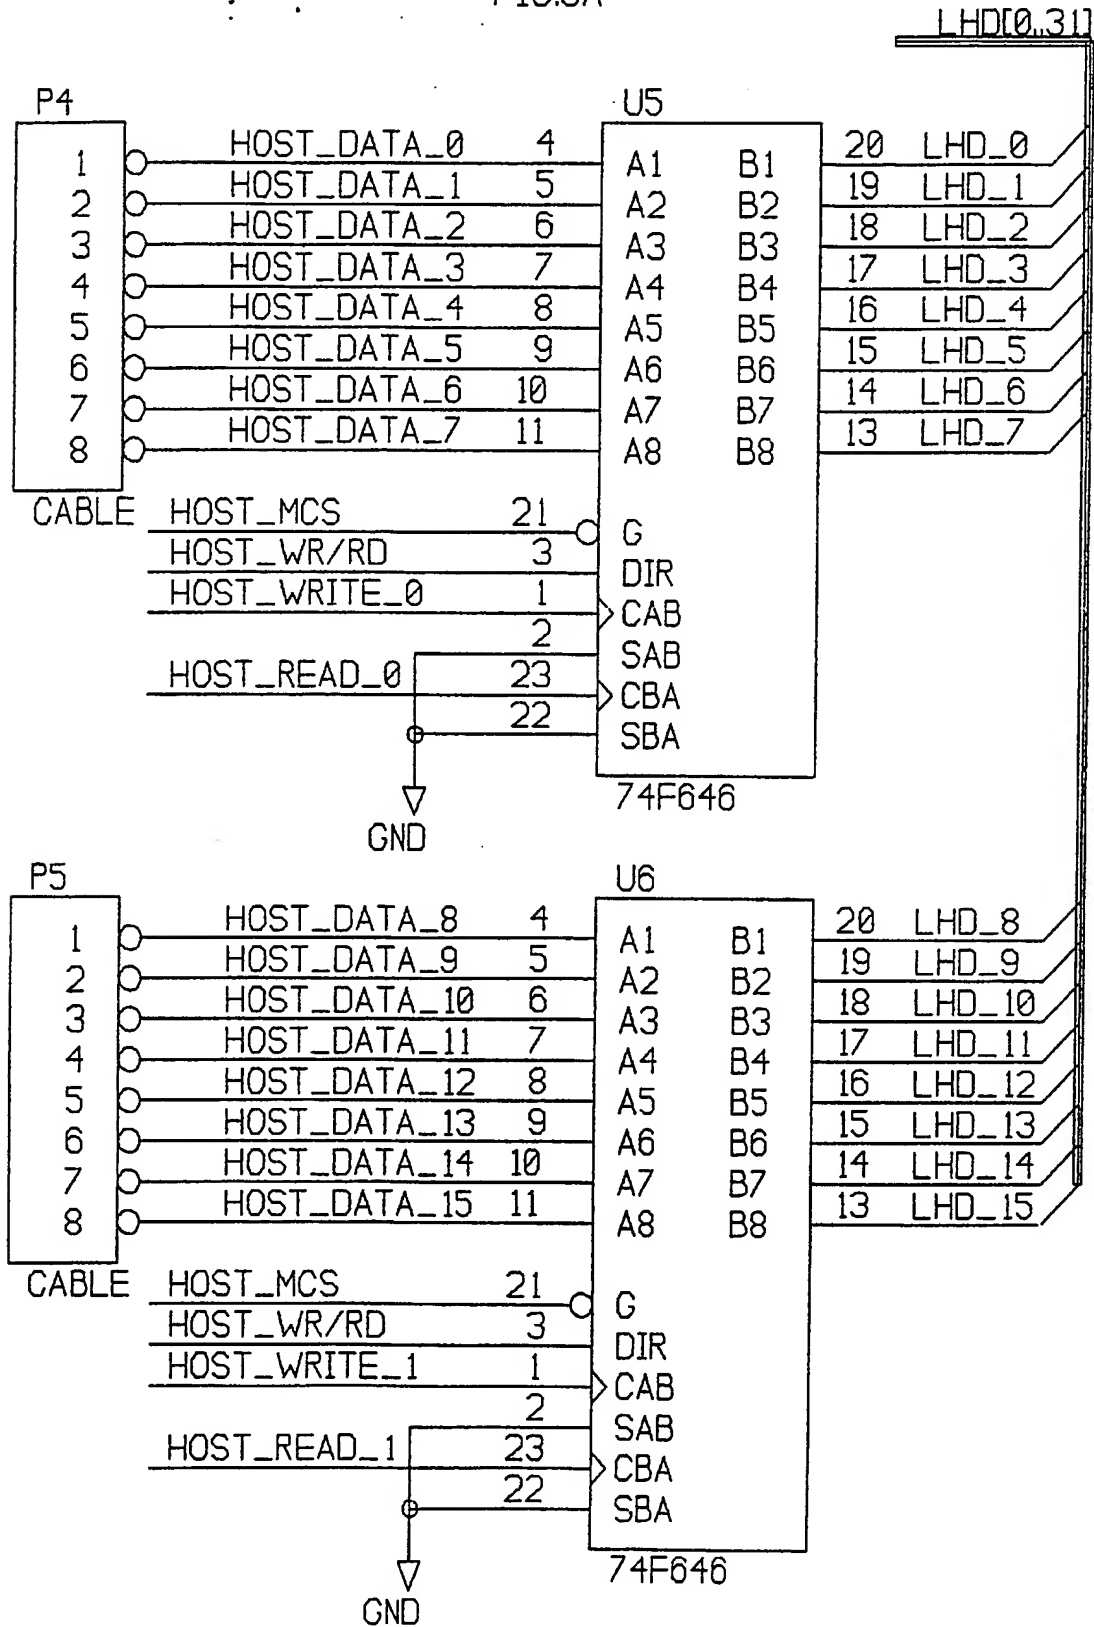 LHD[0..31]
P4 U5
1 HOST_DATA_0 4 A1 B1 20 LHD_0
2 HOST_DATA_1 5 A2 B2 19 LHD_1
3 HOST_DATA_2 6 A3 B3 18 LHD_2
4 HOST_DATA_3 7 A4 B4 17 LHD_3
5 HOST_DATA_4 8 A5 B5 16 LHD_4
6 HOST_DATA_5 9 A6 B6 15 LHD_5
7 HOST_DATA_6 10 A7 B7 14 LHD_6
8 HOST_DATA_7 11 A8 B8 13 LHD_7
CABLE HOST_MCS 21 G
HOST_WR/RD 3 DIR
HOST_WRITE_0 1 CAB
2 SAB
HOST_READ_0 23 CBA
22 SBA
74F646
GND
P5 U6
1 HOST_DATA_8 4 A1 B1 20 LHD_8
2 HOST_DATA_9 5 A2 B2 19 LHD_9
3 HOST_DATA_10 6 A3 B3 18 LHD_10
4 HOST_DATA_11 7 A4 B4 17 LHD_11
5 HOST_DATA_12 8 A5 B5 16 LHD_12
6 HOST_DATA_13 9 A6 B6 15 LHD_13
7 HOST_DATA_14 10 A7 B7 14 LHD_14
8 HOST_DATA_15 11 A8 B8 13 LHD_15
CABLE HOST_MCS 21 G
HOST_WR/RD 3 DIR
HOST_WRITE_1 1 CAB
2 SAB
HOST_READ_1 23 CBA
22 SBA
74F646
GND